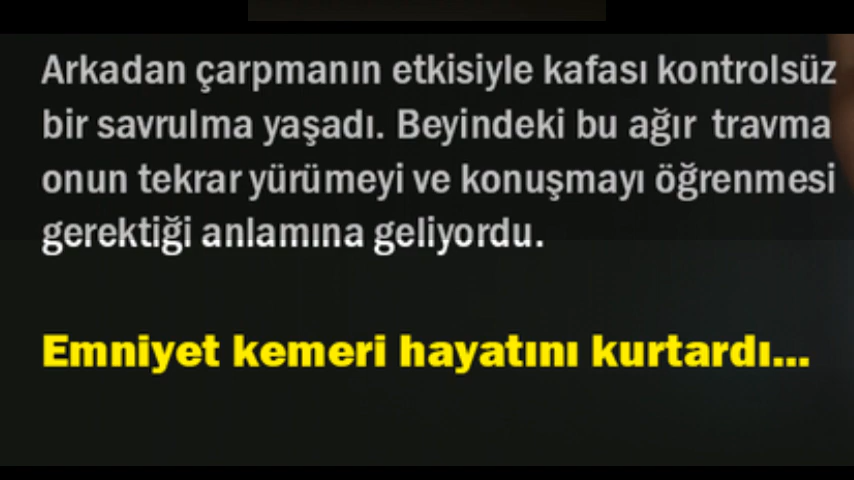 Arkadan çarpmanın etkisiyle kafası kontrolsüz
bir savrulma yaşadı. Beyindeki bu ağır travma
onun tekrar yürümeyi ve konuşmayı öğrenmesi
gerektiği anlamına geliyordu.
Emniyet kemeri hayatını kurtardı...